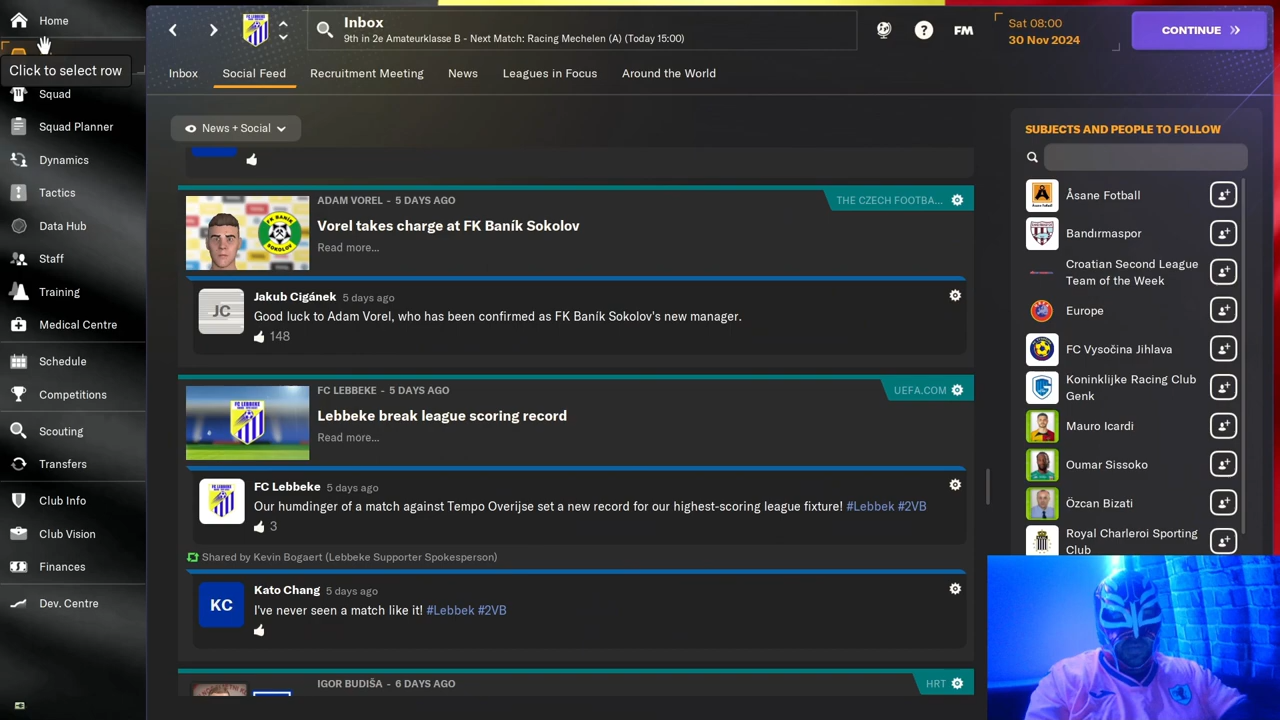 Home
Click to select row
Squad
Squad Planner
Dynamics
Tactics
Data Hub
Staff
Training
Medical Centre
Schedule
Competitions
Scouting
Transfers
Club Info
Club Vision
Finances
Dev. Centre
Inbox
9th in 2e Amateurklasse B - Next Match: Racing Mechelen (A) (Today 15:00)
FM
Sat 08:00
30 Nov 2024
CONTINUE
Inbox
Social Feed
Recruitment Meeting
News
Leagues in Focus
Around the World
News + Social
ADAM VOREL - 5 DAYS AGO
THE CZECH FOOTBA...
Vorel takes charge at FK Baník Sokolov
Read more...
JC
Jakub Cigánek 5 days ago
Good luck to Adam Vorel, who has been confirmed as FK Baník Sokolov's new manager.
148
FC LEBBEKE - 5 DAYS AGO
UEFA.COM
Lebbeke break league scoring record
Read more...
FC Lebbeke 5 days ago
Our humdinger of a match against Tempo Overijse set a new record for our highest-scoring league fixture! #Lebbek #2VB
3
Shared by Kevin Bogaert (Lebbeke Supporter Spokesperson)
KC
Kato Chang 5 days ago
I've never seen a match like it! #Lebbek #2VB
IGOR BUDIŠA - 6 DAYS AGO
HRT
SUBJECTS AND PEOPLE TO FOLLOW
Åsane Fotball
Bandırmaspor
Croatian Second League
Team of the Week
Europe
FC Vysočina Jihlava
Koninklijke Racing Club
Genk
Mauro Icardi
Oumar Sissoko
Özcan Bizati
Royal Charleroi Sporting
Club